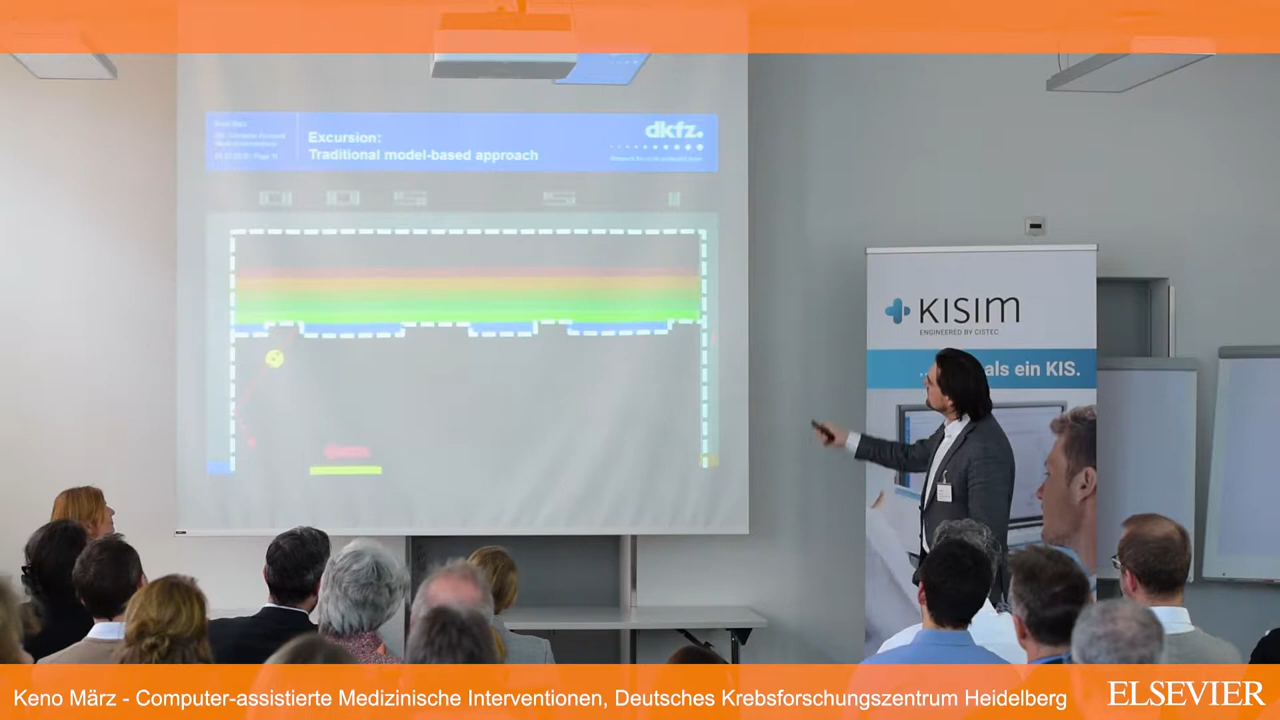 Excursion:
Traditional model-based approach
dkfz.
KISIM
ENGINEERED BY CISTEC
als ein KIS.
Keno März - Computer-assistierte Medizinische Interventionen, Deutsches Krebsforschungszentrum Heidelberg
ELSEVIER